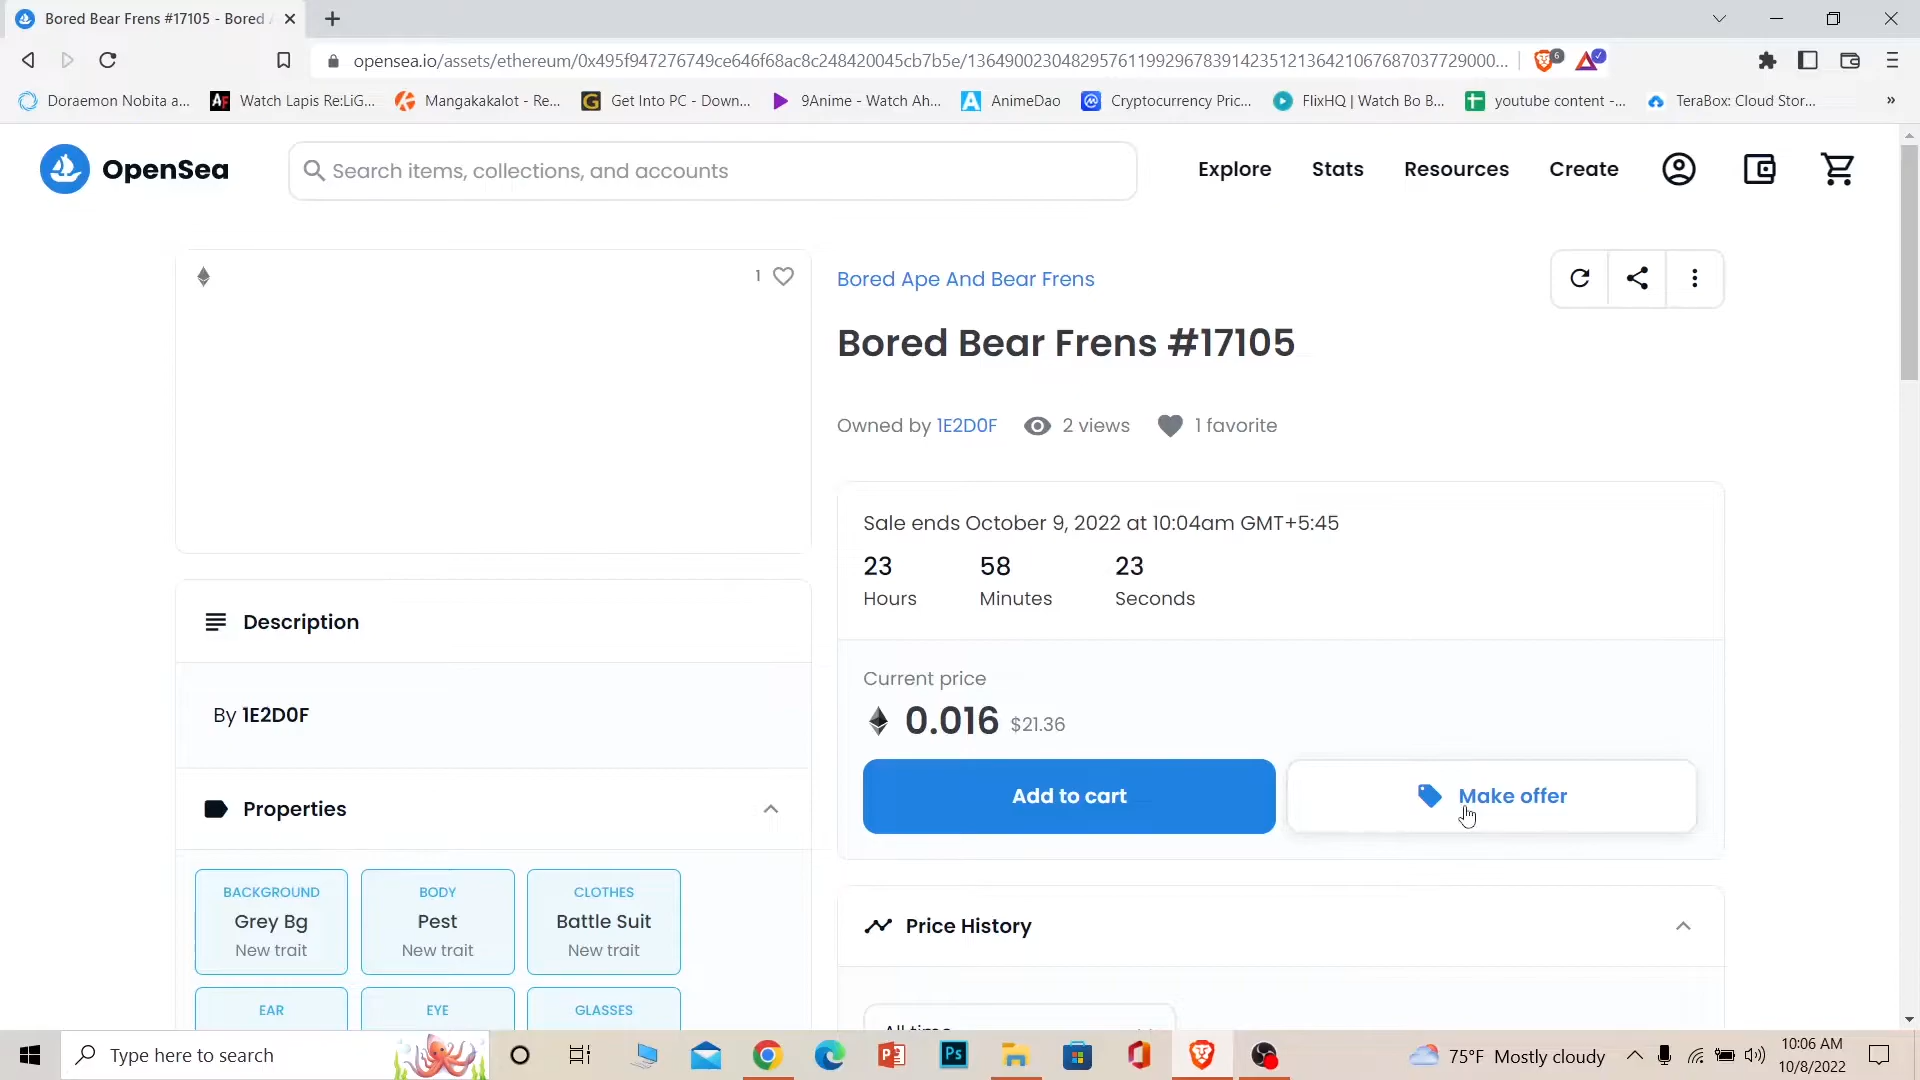 Bored Bear Frens #17105 - Bored A
opensea.io/assets/ethereum/0x495f947276749ce646f68ac8c248420045cb7b5e/13649002304829576119929678391423512136421067687037729000...
6
Doraemon Nobita a...
Watch Lapis Re:LiG...
Mangakakalot - Re...
Get Into PC - Down...
9Anime - Watch Ah...
AnimeDao
Cryptocurrency Pric...
FlixHQ | Watch Bo B...
youtube content -...
TeraBox: Cloud Stor...
»
OpenSea
Search items, collections, and accounts
Explore
Stats
Resources
Create
1
Bored Ape And Bear Frens
Bored Bear Frens #17105
Owned by 1E2D0F
2 views
1 favorite
Sale ends October 9, 2022 at 10:04am GMT+5:45
23
58
23
Hours
Minutes
Seconds
Description
By 1E2D0F
Current price
0.016 $21.36
Add to cart
Make offer
Properties
BACKGROUND
Grey Bg
New trait
BODY
Pest
New trait
CLOTHES
Battle Suit
New trait
EAR
EYE
GLASSES
Price History
All time
Type here to search
75°F Mostly cloudy
10:06 AM
10/8/2022